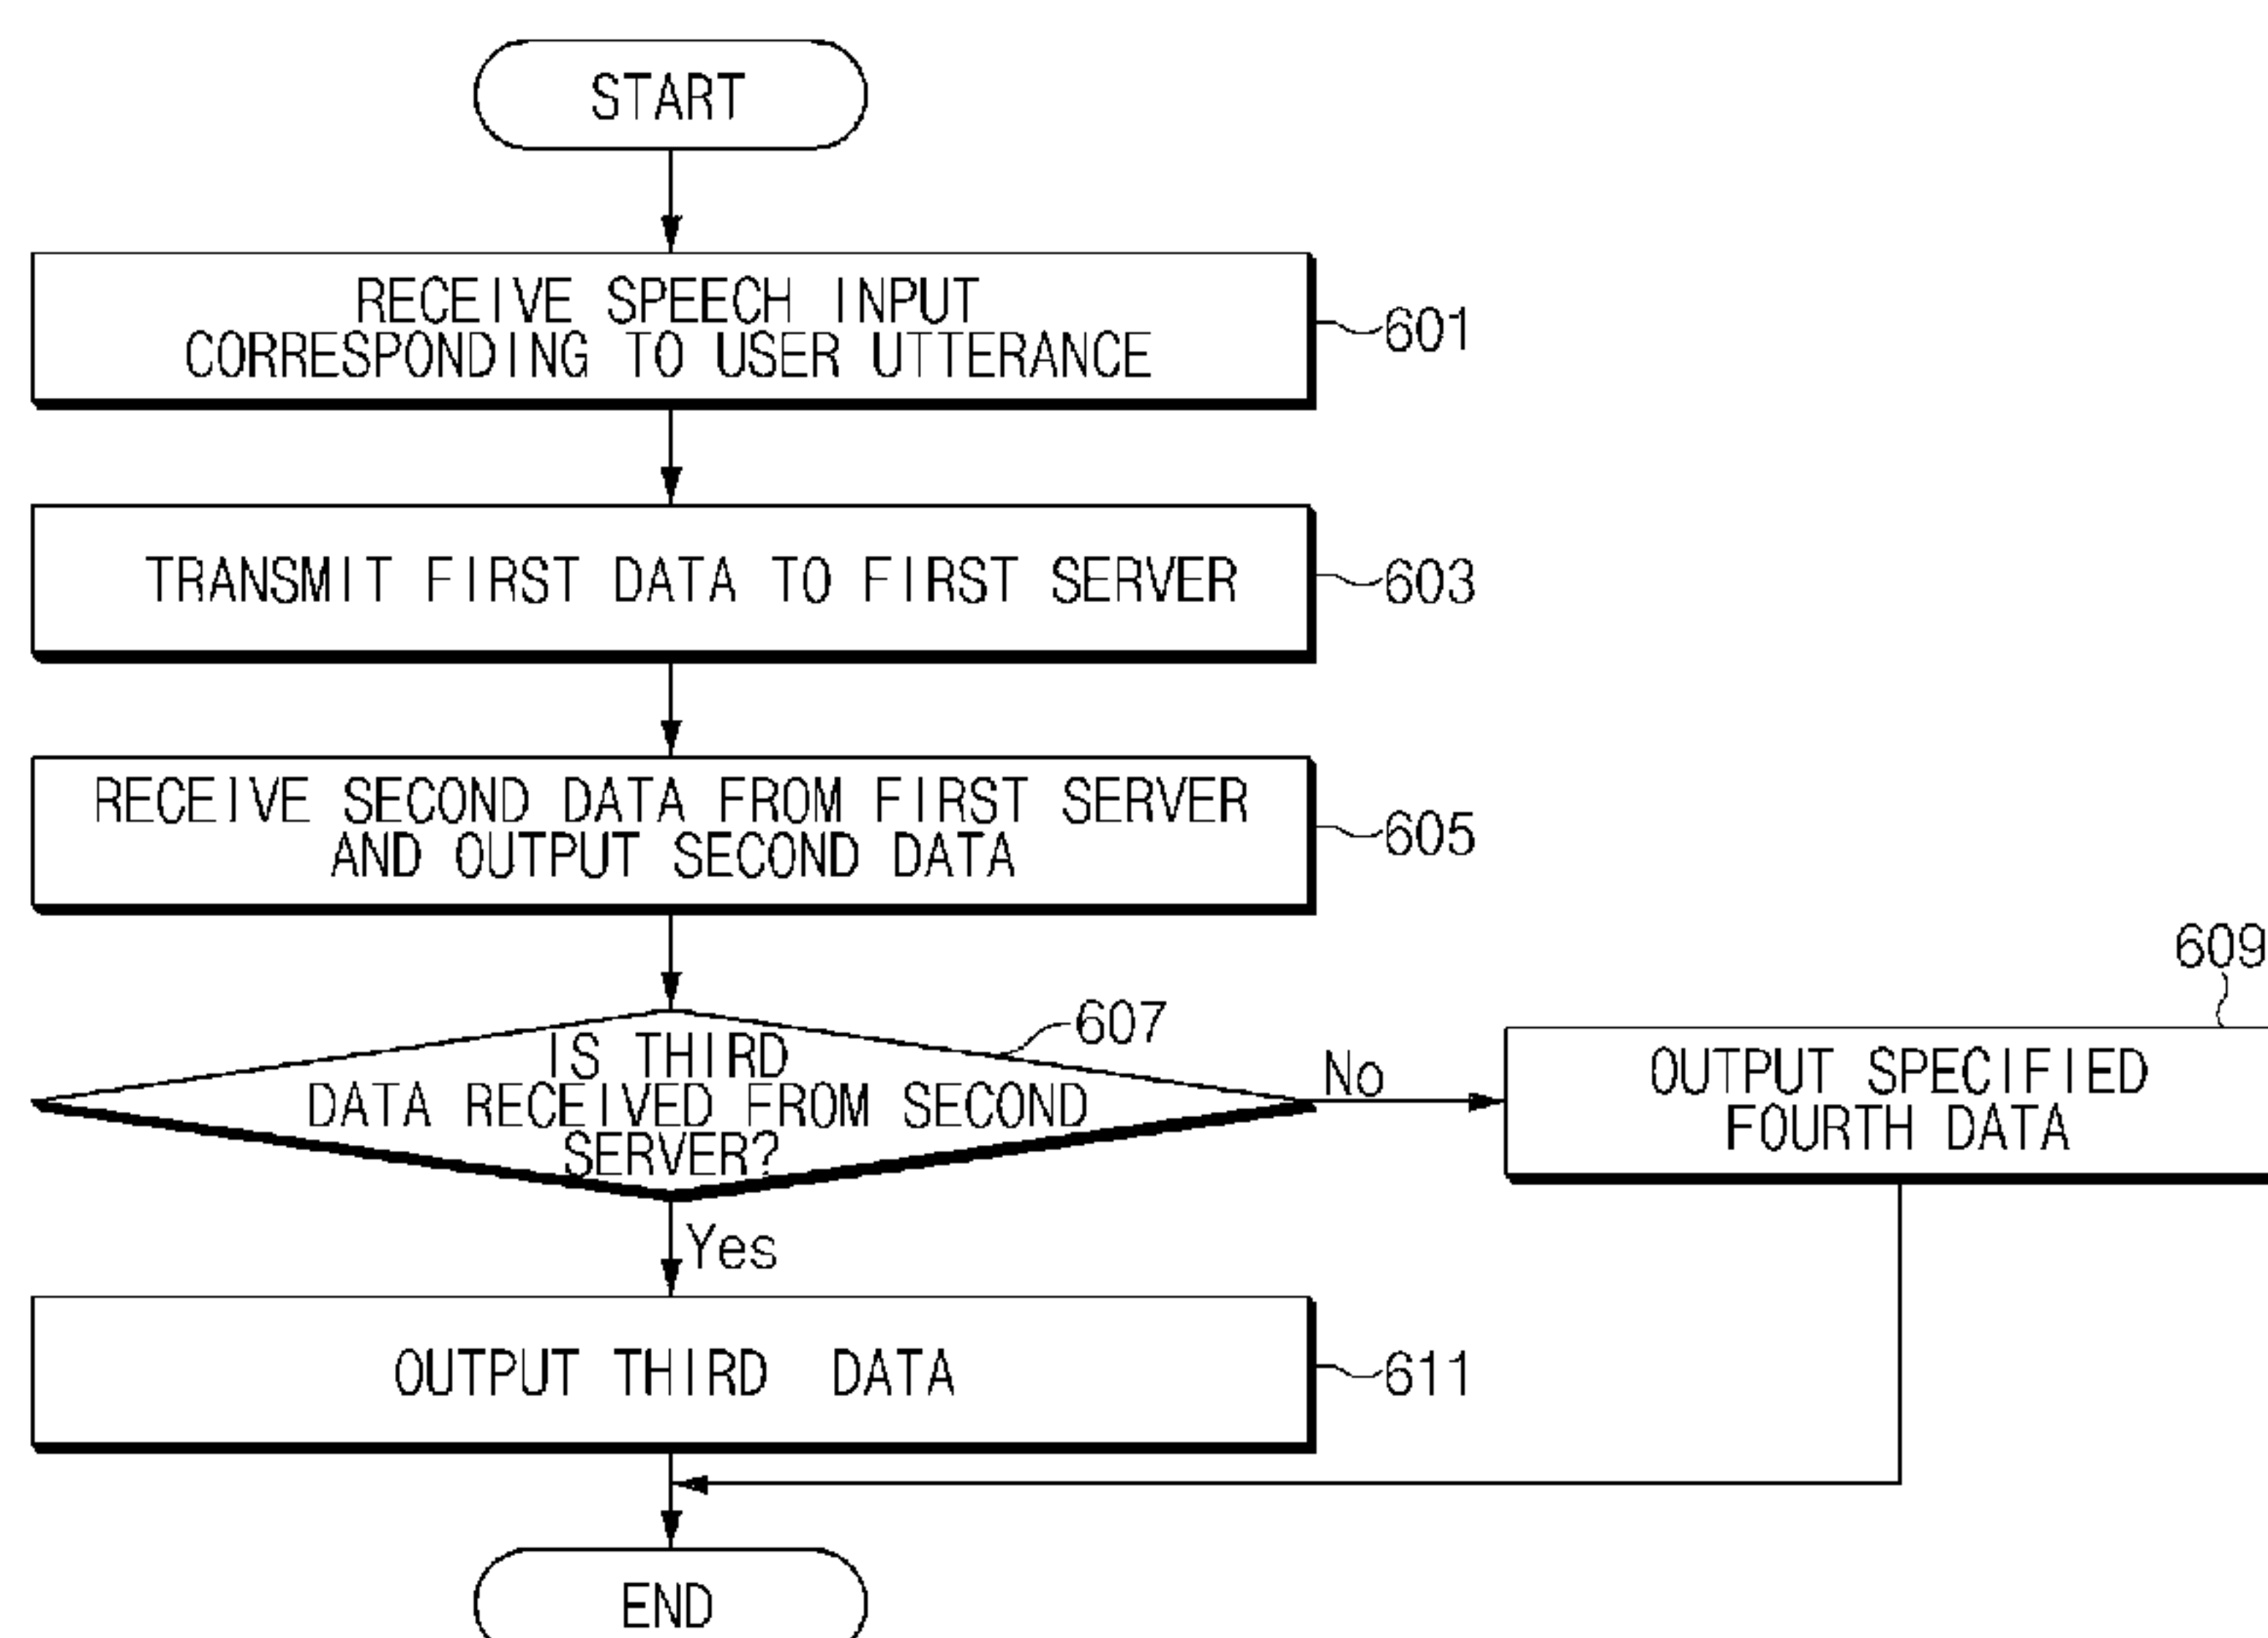 START
RECEIVE SPEECH INPUT
CORRESPONDING TO USER UTTERANCE
601
TRANSMIT FIRST DATA TO FIRST SERVER
603
RECEIVE SECOND DATA FROM FIRST SERVER
AND OUTPUT SECOND DATA
605
IS THIRD
DATA RECEIVED FROM SECOND
SERVER?
607
No
609
OUTPUT SPECIFIED
FOURTH DATA
Yes
OUTPUT THIRD DATA
611
END